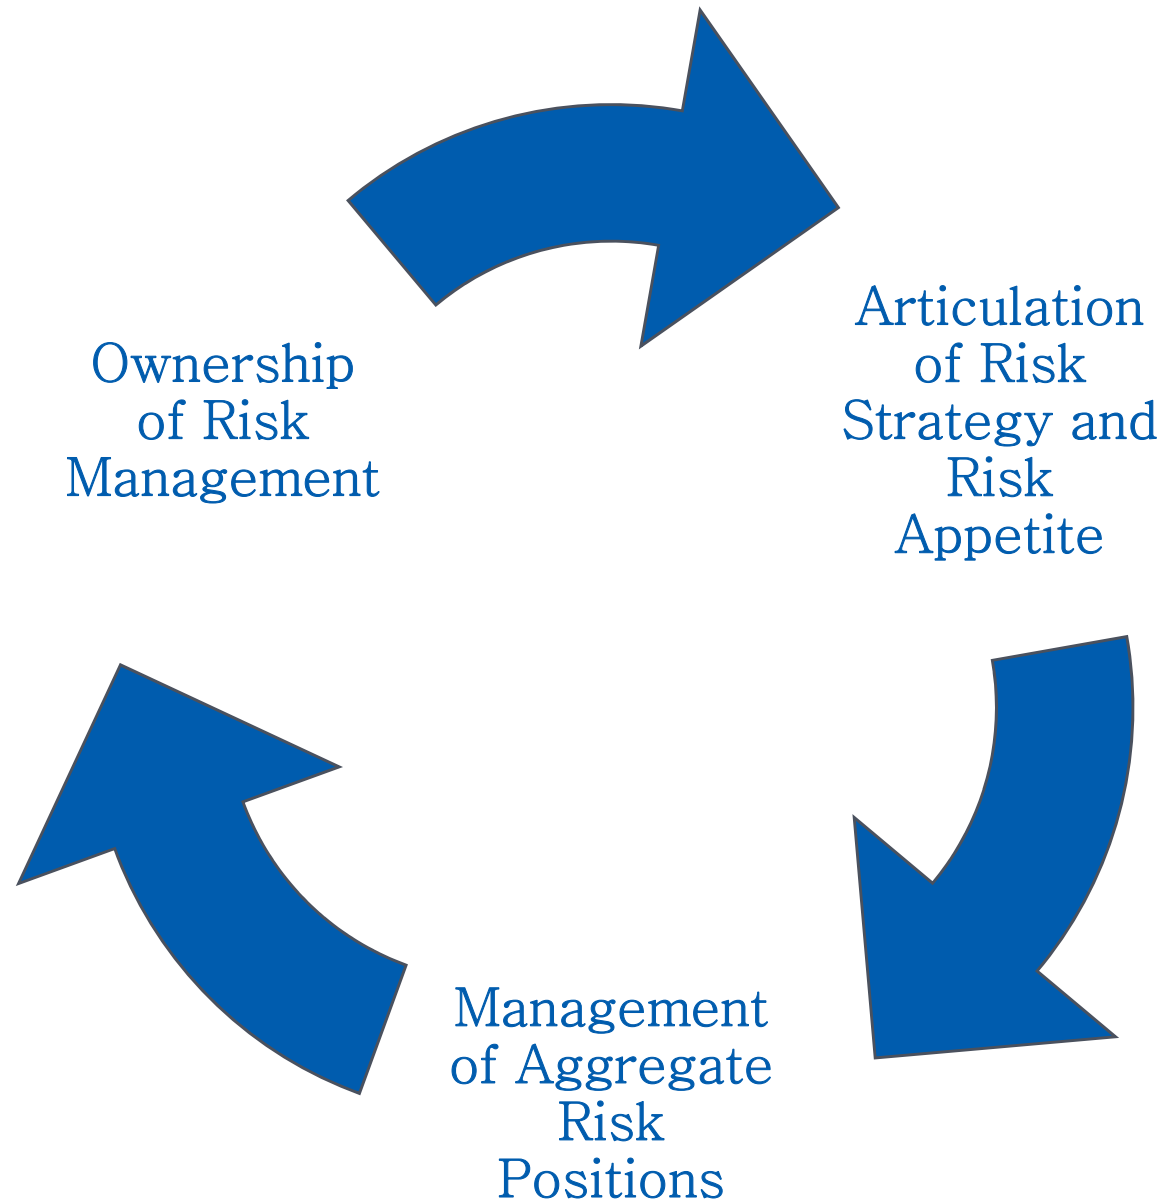 Ownership
of Risk
Management
Articulation
of Risk
Strategy and
Risk
Appetite
Management
of Aggregate
Risk
Positions